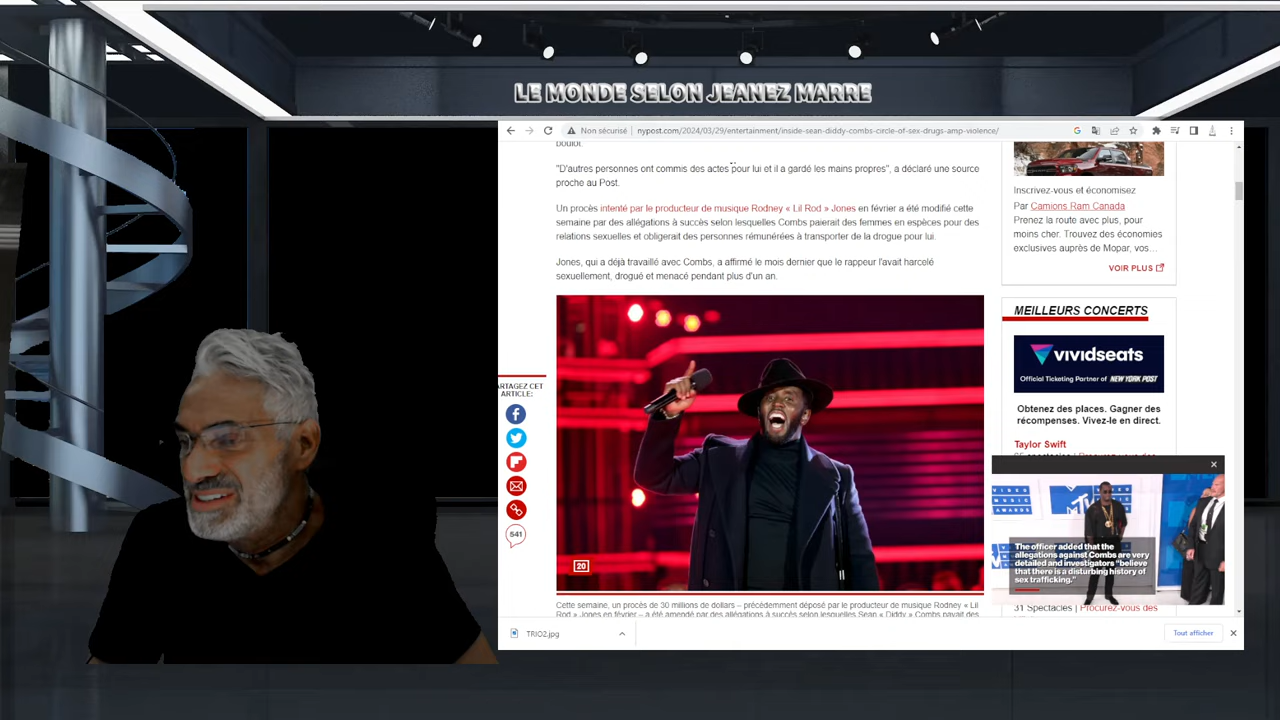 LE MONDE SELON JEANEZ MARRE
Non sécurisé
nypost.com/2024/03/29/entertainment/inside-sean-diddy-combs-circle-of-sex-drugs-amp-violence/
boulot.
"D'autres personnes ont commis des actes pour lui et il a gardé les mains propres", a déclaré une source
proche au Post.
Un procès intenté par le producteur de musique Rodney « Lil Rod » Jones en février a été modifié cette
semaine par des allégations à succès selon lesquelles Combs paierait des femmes en espèces pour des
relations sexuelles et obligerait des personnes rémunérées à transporter de la drogue pour lui.
Jones, qui a déjà travaillé avec Combs, a affirmé le mois dernier que le rappeur l'avait harcelé
sexuellement, drogué et menacé pendant plus d'un an.
ARTAGEZ CET
ARTICLE:
541
20
Cette semaine, un procès de 30 millions de dollars – précédemment déposé par le producteur de musique Rodney « Lil
Rod » Jones en février – a été amendé par des allégations à succès selon lesquelles Sean « Diddy » Combs payait des
Inscrivez-vous et économisez
Par Camions Ram Canada
Prenez la route avec plus, pour
moins cher. Trouvez des économies
exclusives auprès de Mopar, vos...
VOIR PLUS
MEILLEURS CONCERTS
vividseats
Official Ticketing Partner of NEW YORK POST
Obtenez des places. Gagner des
récompenses. Vivez-le en direct.
Taylor Swift
VIDEO
MUSIC
AWARDS
MTV
The officer added that the
allegations against Combs are very
detailed and investigators "believe
that there is a disturbing history of
sex trafficking."
31 Spectacles | Procurez-vous des
TRIO2.jpg
Tout afficher